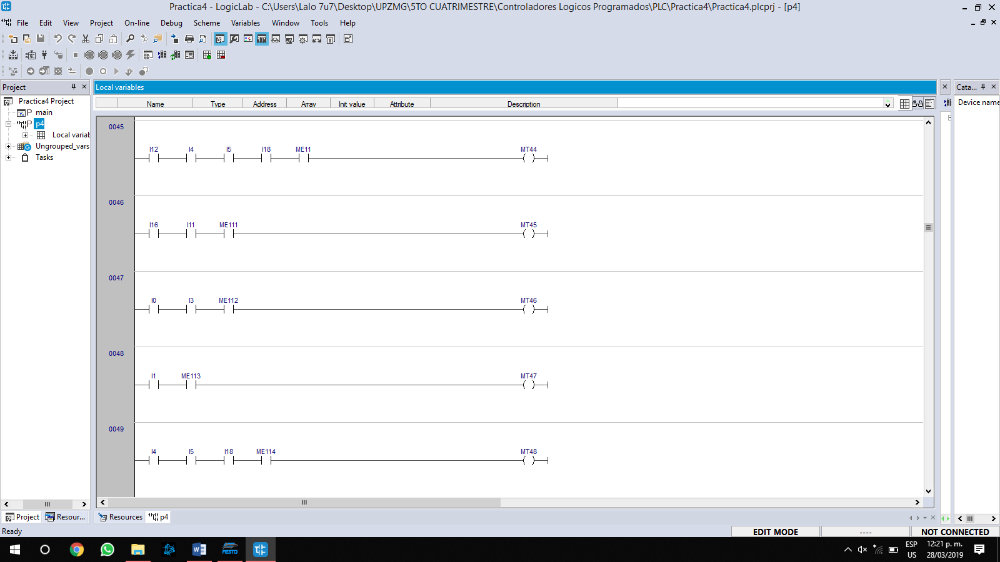 Practica4 - LogicLab - C:\Users\Lalo 7u7\Desktop\UPZMG\5TO CUATRIMESTRE\Controladores Logicos Programados\PLC\Practica4\Practica4.plcprj - [p4]
File Edit View Project On-line Debug Scheme Variables Window Tools Help
Project
Local variables
Cata...
Practica4 Project
Name Type Address Array Init value Attribute Description
Device name
main
p4
Local variab
Ungrouped_vars
Tasks
0045
I12 I4 I5 I18 ME11 MT44
0046
I16 I11 ME111 MT45
0047
I0 I3 ME112 MT46
0048
I1 ME113 MT47
0049
I4 I5 I18 ME114 MT48
Project Resour...
Resources p4
Ready
EDIT MODE ---- NOT CONNECTED
FESTO
ESP
US
12:21 p. m.
28/03/2019